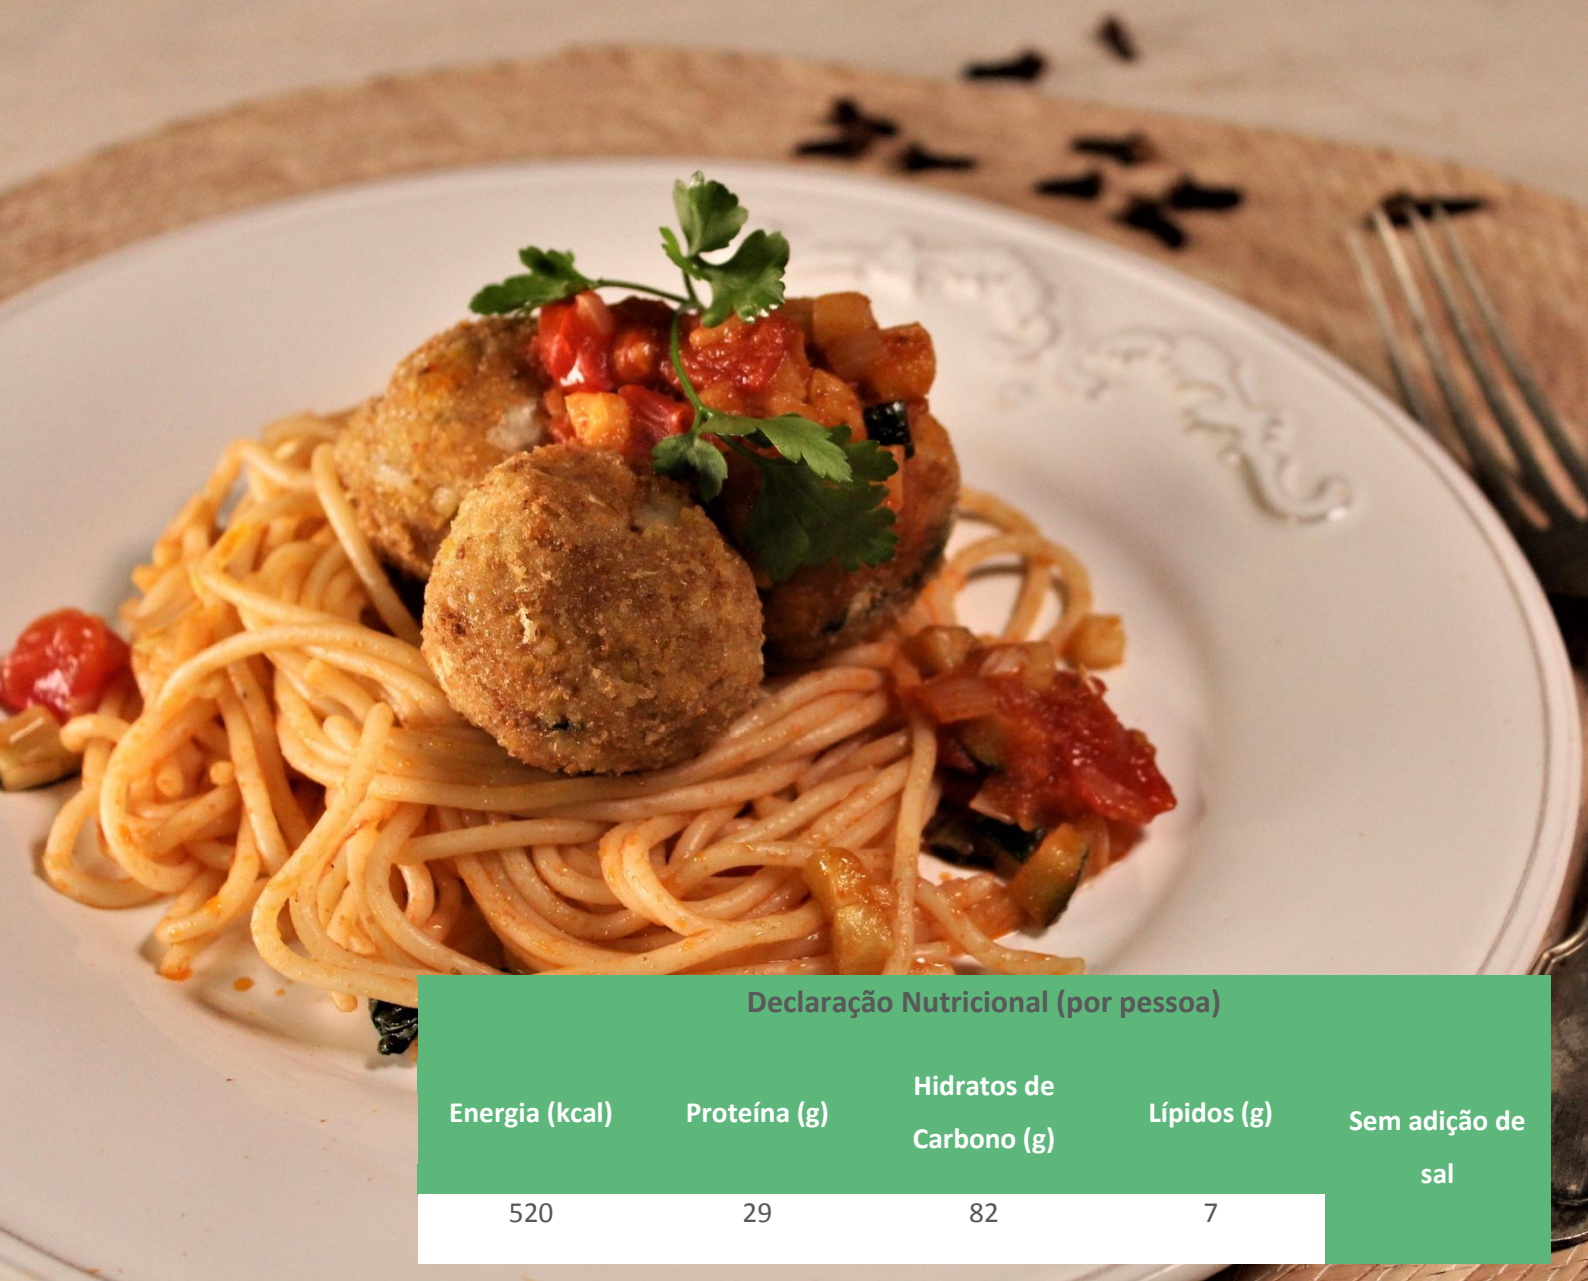 Declaração Nutricional (por pessoa)
Energia (kcal)
Proteína (g)
Hidratos de
Carbono (g)
Lípidos (g)
Sem adição de
sal
520
29
82
7